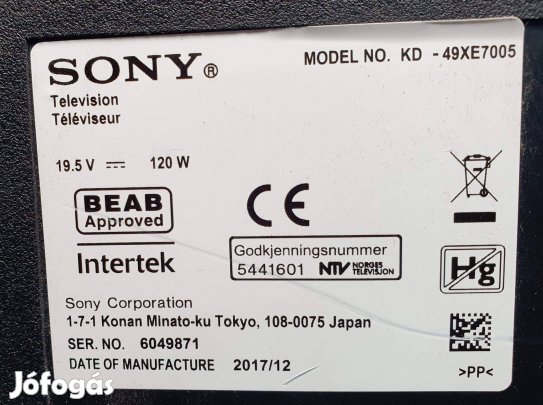 SONY®
MODEL NO. KD - 49XE7005
Television
Téléviseur
19.5 V ⎓ 120 W
BEAB
Approved
CE
Intertek
Godkjenningsnummer
5441601 NTV NORGES TELEVISJON
Hg
Sony Corporation
1-7-1 Konan Minato-ku Tokyo, 108-0075 Japan
SER. NO. 6049871
DATE OF MANUFACTURE 2017/12
>PP<
Jófogás